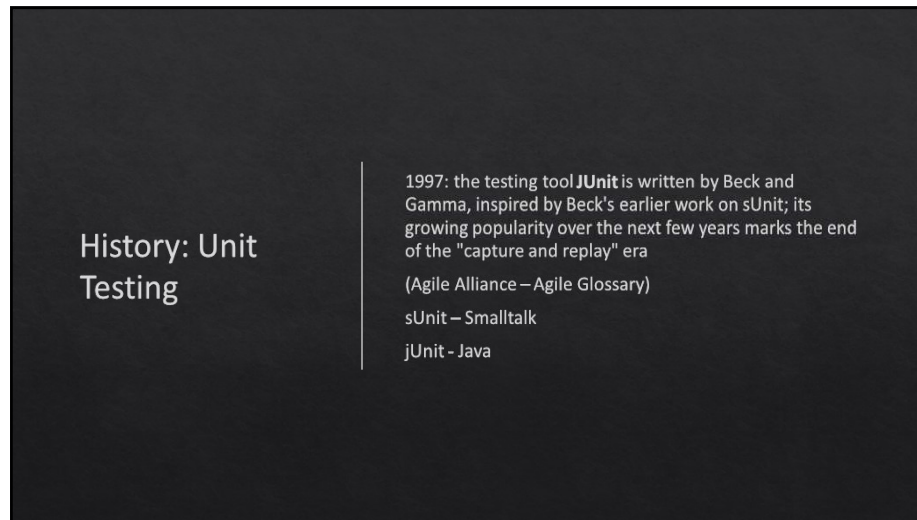 History: Unit
Testing
1997: the testing tool JUnit is written by Beck and
Gamma, inspired by Beck's earlier work on sUnit; its
growing popularity over the next few years marks the end
of the "capture and replay" era
(Agile Alliance – Agile Glossary)
sUnit – Smalltalk
jUnit - Java